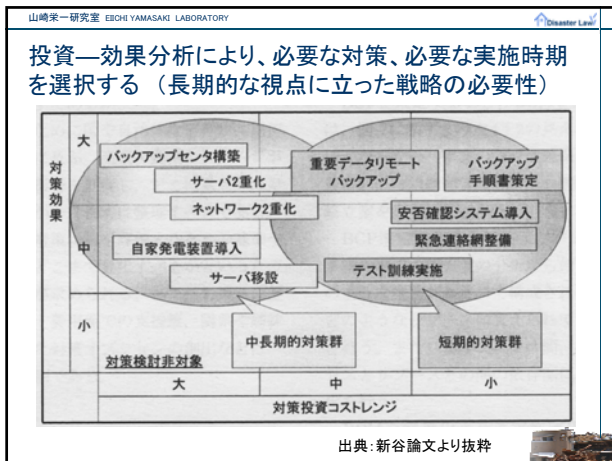 山崎栄一研究室 EIICHI YAMASAKI LABORATORY
Disaster Law
投資―効果分析により、必要な対策、必要な実施時期
を選択する （長期的な視点に立った戦略の必要性）
対策効果
大
中
小
バックアップセンタ構築
サーバ2重化
ネットワーク2重化
自家発電装置導入
サーバ移設
重要データリモート
バックアップ
バックアップ
手順書策定
安否確認システム導入
緊急連絡網整備
テスト訓練実施
中長期的対策群
短期的対策群
対策検討非対象
大
中
小
対策投資コストレンジ
出典：新谷論文より抜粋